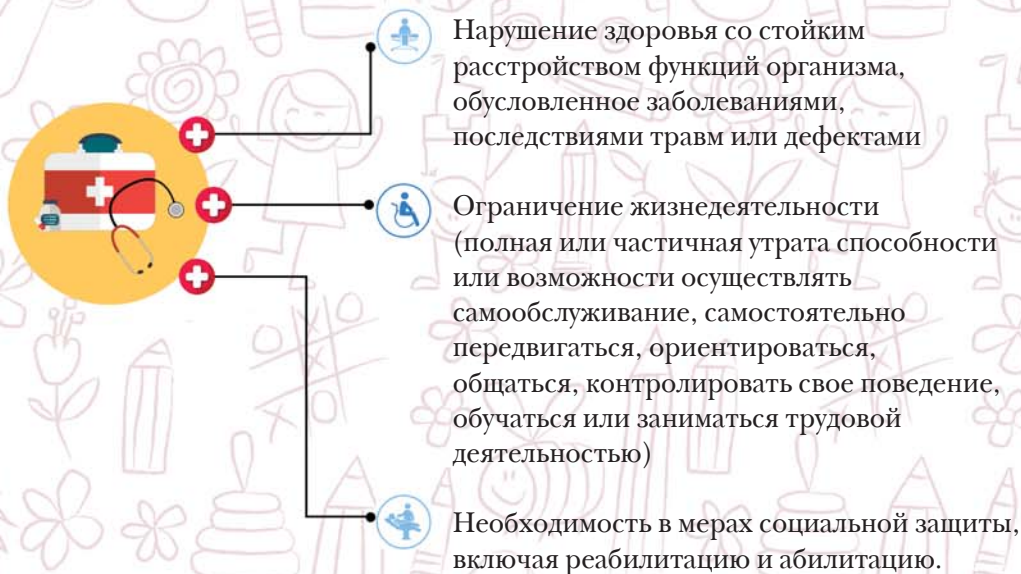 Нарушение здоровья со стойким
расстройством функций организма,
обусловленное заболеваниями,
последствиями травм или дефектами
Ограничение жизнедеятельности
(полная или частичная утрата способности
или возможности осуществлять
самообслуживание, самостоятельно
передвигаться, ориентироваться,
общаться, контролировать свое поведение,
обучаться или заниматься трудовой
деятельностью)
Необходимость в мерах социальной защиты,
включая реабилитацию и абилитацию.